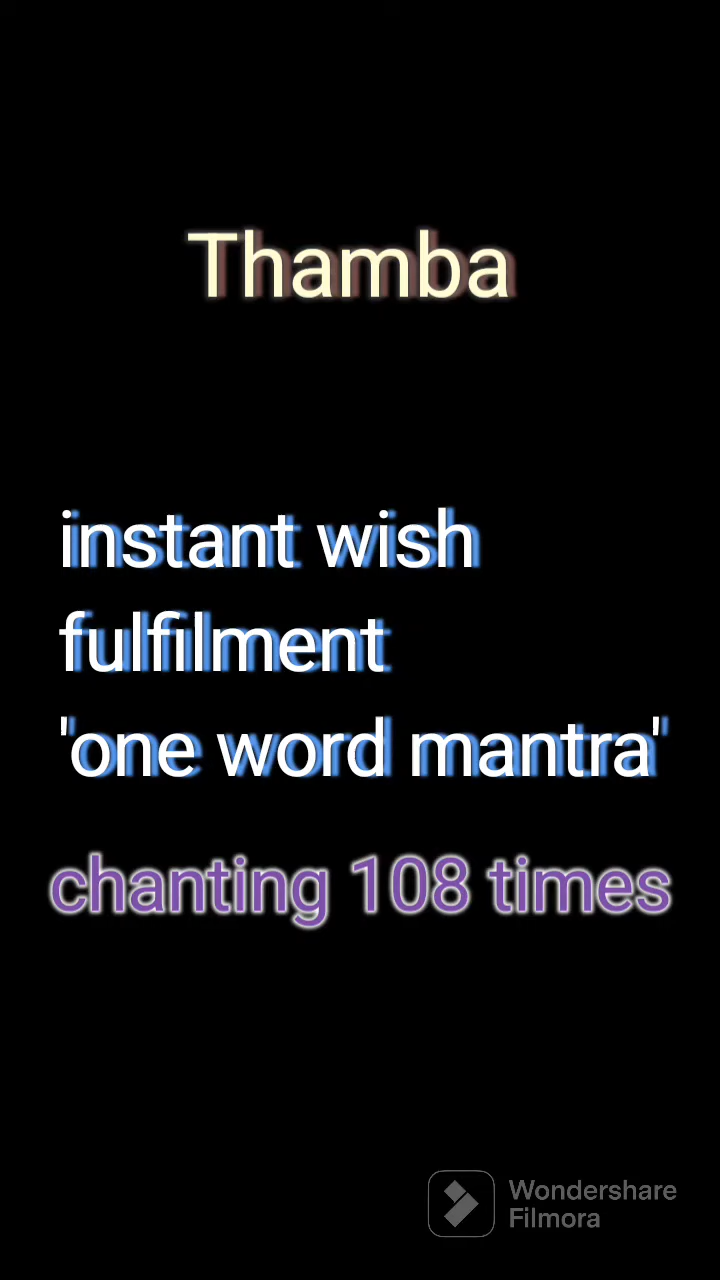 Thamba
instant wish
fulfilment
"one word mantra"
chanting 108 times
Wondershare
Filmora